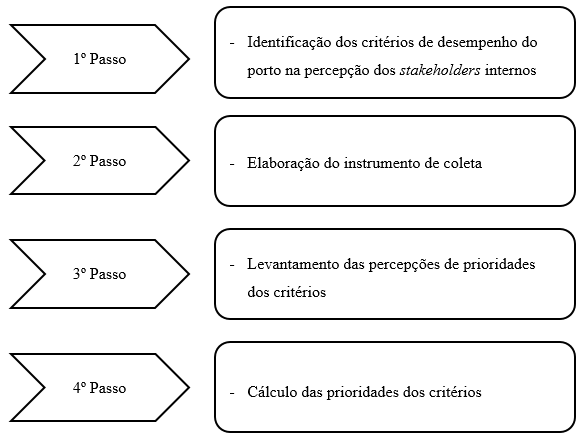 1º Passo
- Identificação dos critérios de desempenho do
porto na percepção dos stakeholders internos
2º Passo
- Elaboração do instrumento de coleta
3º Passo
- Levantamento das percepções de prioridades
dos critérios
4º Passo
- Cálculo das prioridades dos critérios